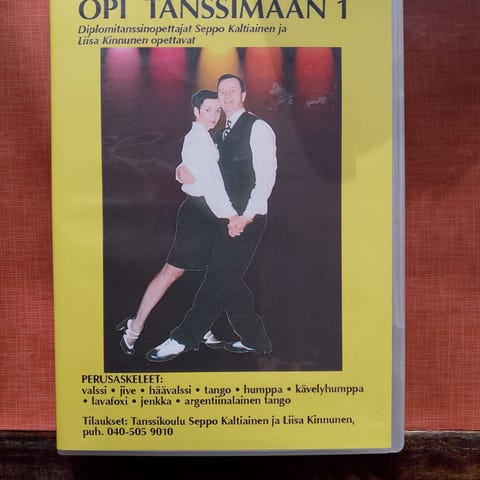 OPI TANSSIMAAN 1
Diplomitanssinopettajat Seppo Kaltiainen ja
Liisa Kinnunen opettavat
PERUSASKELEET:
valssi • jive • häävalssi • tango • humppa • kävelyhumppa
• lavafoxi • jenkka • argentiinalainen tango
Tilaukset: Tanssikoulu Seppo Kaltiainen ja Liisa Kinnunen,
puh. 040-505 9010